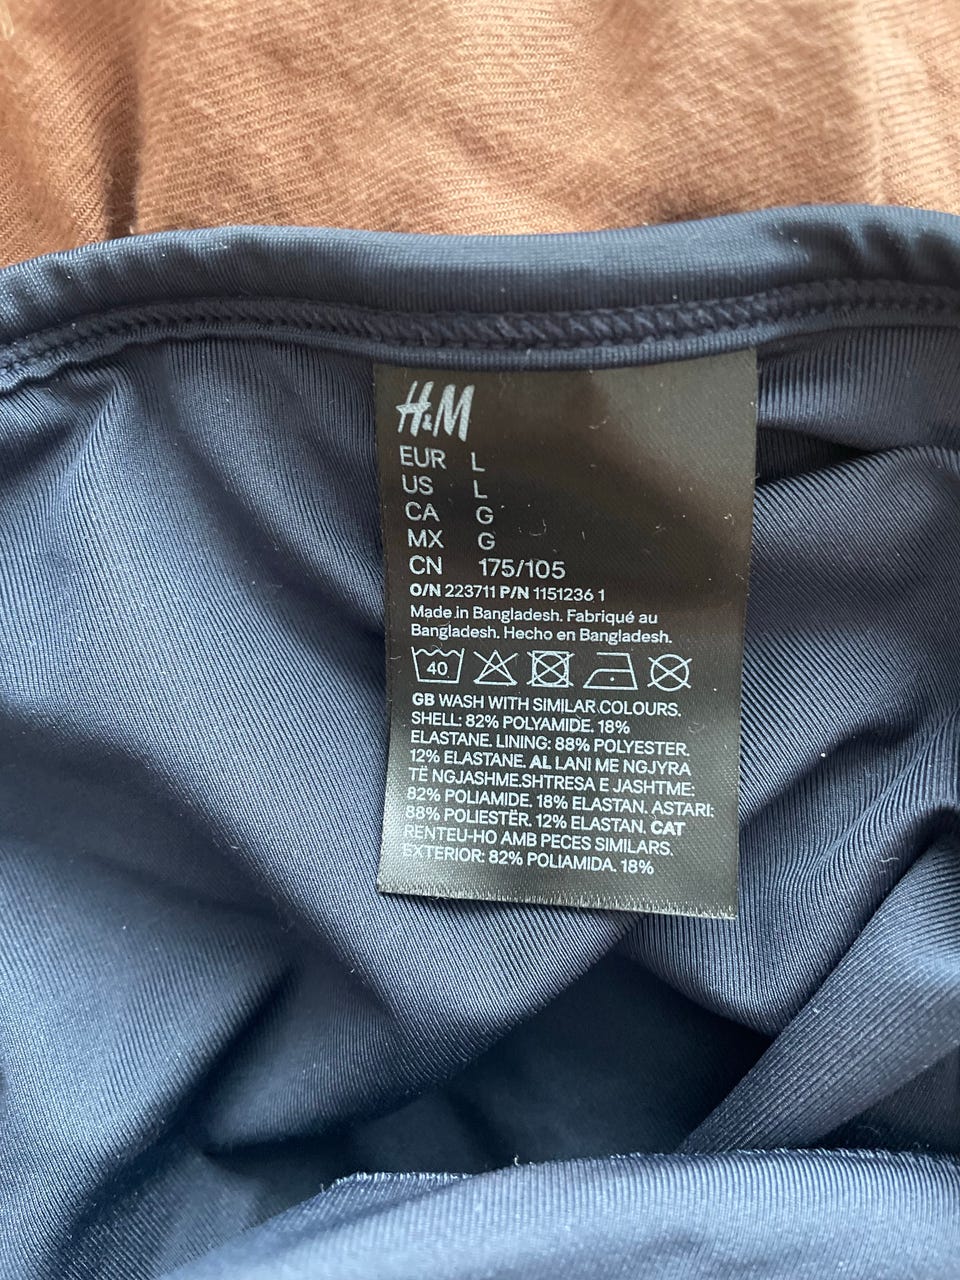 H&M
EUR L
US L
CA G
MX G
CN 175/105
O/N 223711 P/N 1151236 1
Made in Bangladesh. Fabriqué au
Bangladesh. Hecho en Bangladesh.
40
GB WASH WITH SIMILAR COLOURS.
SHELL: 82% POLYAMIDE. 18%
ELASTANE. LINING: 88% POLYESTER.
12% ELASTANE. AL LANI ME NGJYRA
TË NGJASHME.SHTRESA E JASHTME:
82% POLIAMIDE. 18% ELASTAN. ASTARI:
88% POLIESTËR. 12% ELASTAN. CAT
RENTEU-HO AMB PECES SIMILARS.
EXTERIOR: 82% POLIAMIDA. 18%